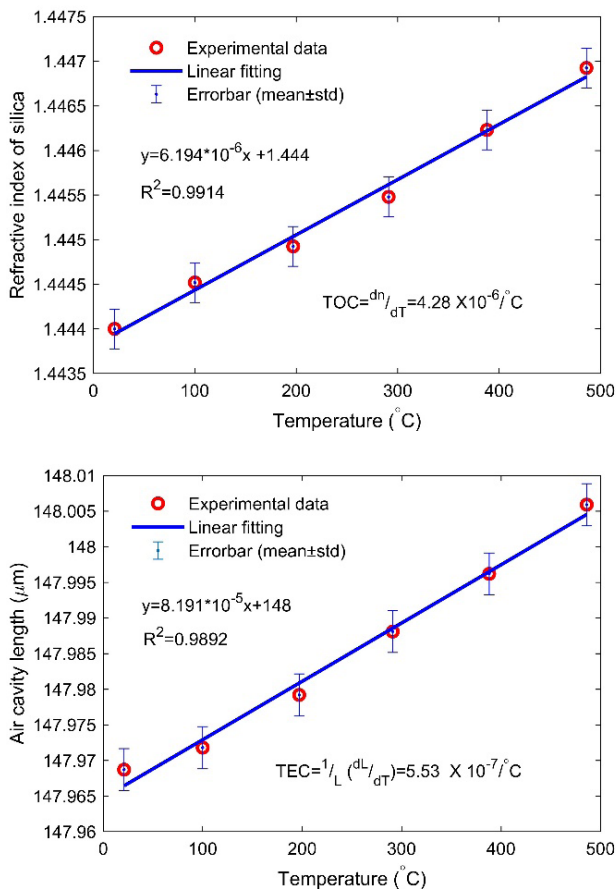 1.4475
1.447
1.4465
1.446
1.4455
1.445
1.4445
1.444
1.4435
Refractive index of silica
Experimental data
Linear fitting
Errorbar (mean±std)
y=6.194*10⁻⁶x +1.444
R²=0.9914
TOC=dn/dT=4.28 X10⁻⁶/°C
0 100 200 300 400 500
Temperature (°C)
148.01
148.005
148
147.995
147.99
147.985
147.98
147.975
147.97
147.965
147.96
Air cavity length (μm)
Experimental data
Linear fitting
Errorbar (mean±std)
y=8.191*10⁻⁵x+148
R²=0.9892
TEC=1/L (dL/dT)=5.53 X 10⁻⁷/°C
0 100 200 300 400 500
Temperature (°C)